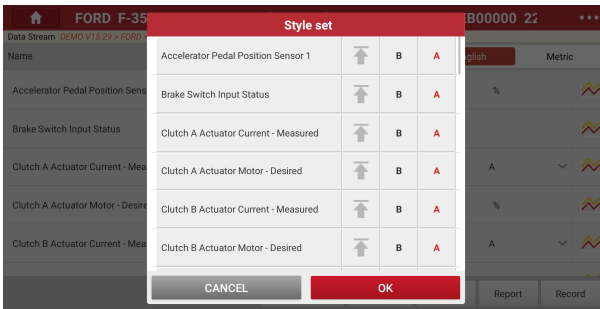 FORD F-35
EB00000 22
Data Stream DEMO V15.29 > FORD >
Style set
Name
English
Metric
Accelerator Pedal Position Sens
%
Accelerator Pedal Position Sensor 1
B
A
Brake Switch Input Status
Brake Switch Input Status
B
A
Clutch A Actuator Current - Mea
A
Clutch A Actuator Current - Measured
B
A
Clutch A Actuator Motor - Desire
%
Clutch A Actuator Motor - Desired
B
A
Clutch B Actuator Current - Mea
A
Clutch B Actuator Current - Measured
B
A
Clutch B Actuator Motor - Desired
B
A
CANCEL
OK
Report
Record